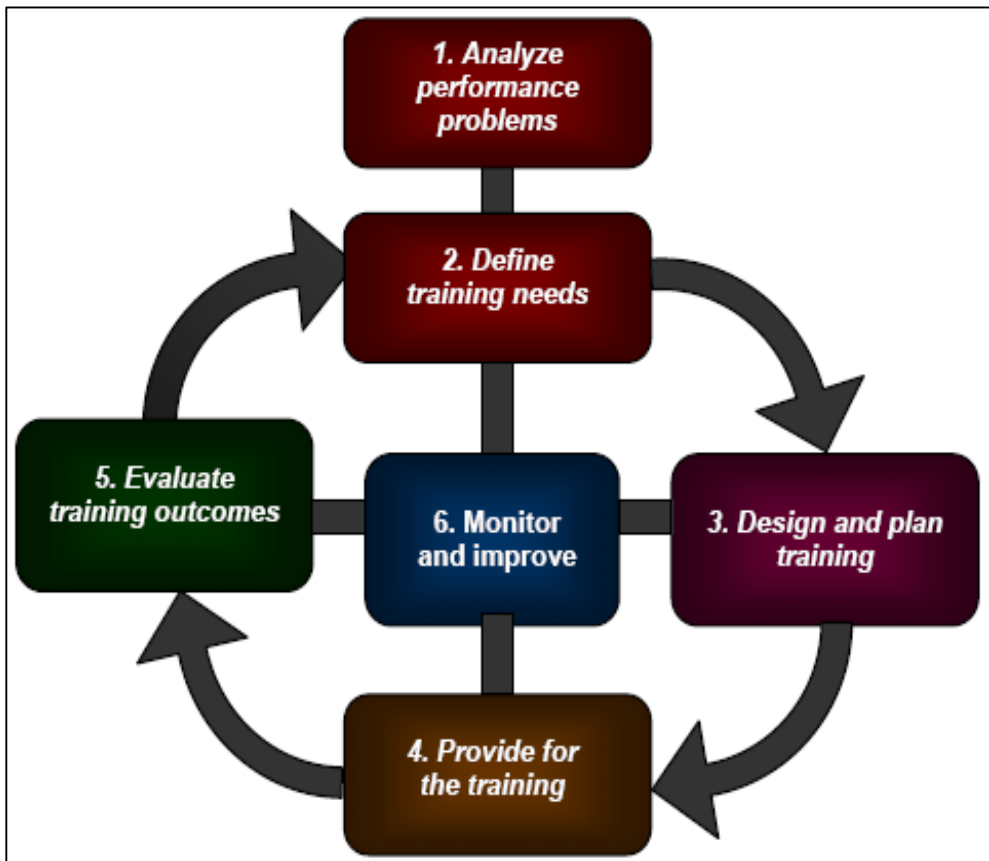 1. Analyze
performance
problems
2. Define
training needs
5. Evaluate
training outcomes
6. Monitor
and improve
3. Design and plan
training
4. Provide for
the training